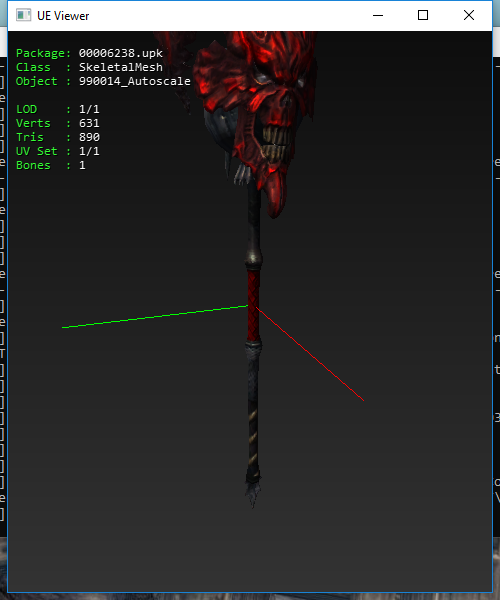 UE Viewer
Package: 00006238.upk
Class : SkeletalMesh
Object : 990014_Autoscale
LOD : 1/1
Verts : 631
Tris : 890
UV Set : 1/1
Bones : 1